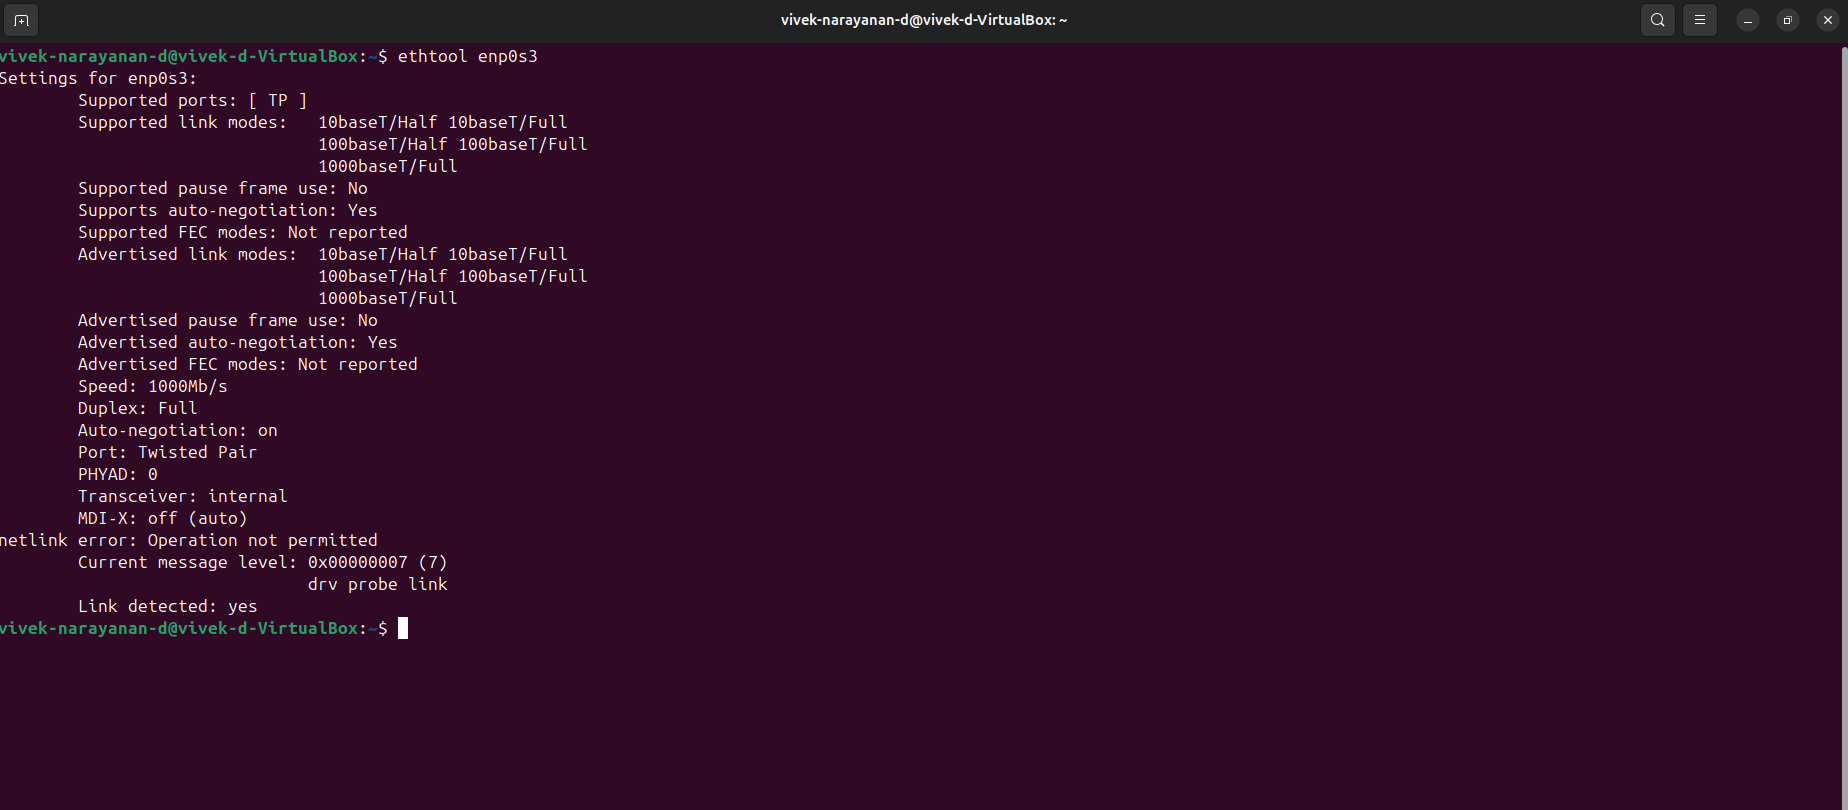 vivek-narayanan-d@vivek-d-VirtualBox: ~
vivek-narayanan-d@vivek-d-VirtualBox:~$ ethtool enp0s3
Settings for enp0s3:
Supported ports: [ TP ]
Supported link modes: 10baseT/Half 10baseT/Full
100baseT/Half 100baseT/Full
1000baseT/Full
Supported pause frame use: No
Supports auto-negotiation: Yes
Supported FEC modes: Not reported
Advertised link modes: 10baseT/Half 10baseT/Full
100baseT/Half 100baseT/Full
1000baseT/Full
Advertised pause frame use: No
Advertised auto-negotiation: Yes
Advertised FEC modes: Not reported
Speed: 1000Mb/s
Duplex: Full
Auto-negotiation: on
Port: Twisted Pair
PHYAD: 0
Transceiver: internal
MDI-X: off (auto)
netlink error: Operation not permitted
Current message level: 0x00000007 (7)
drv probe link
Link detected: yes
vivek-narayanan-d@vivek-d-VirtualBox:~$